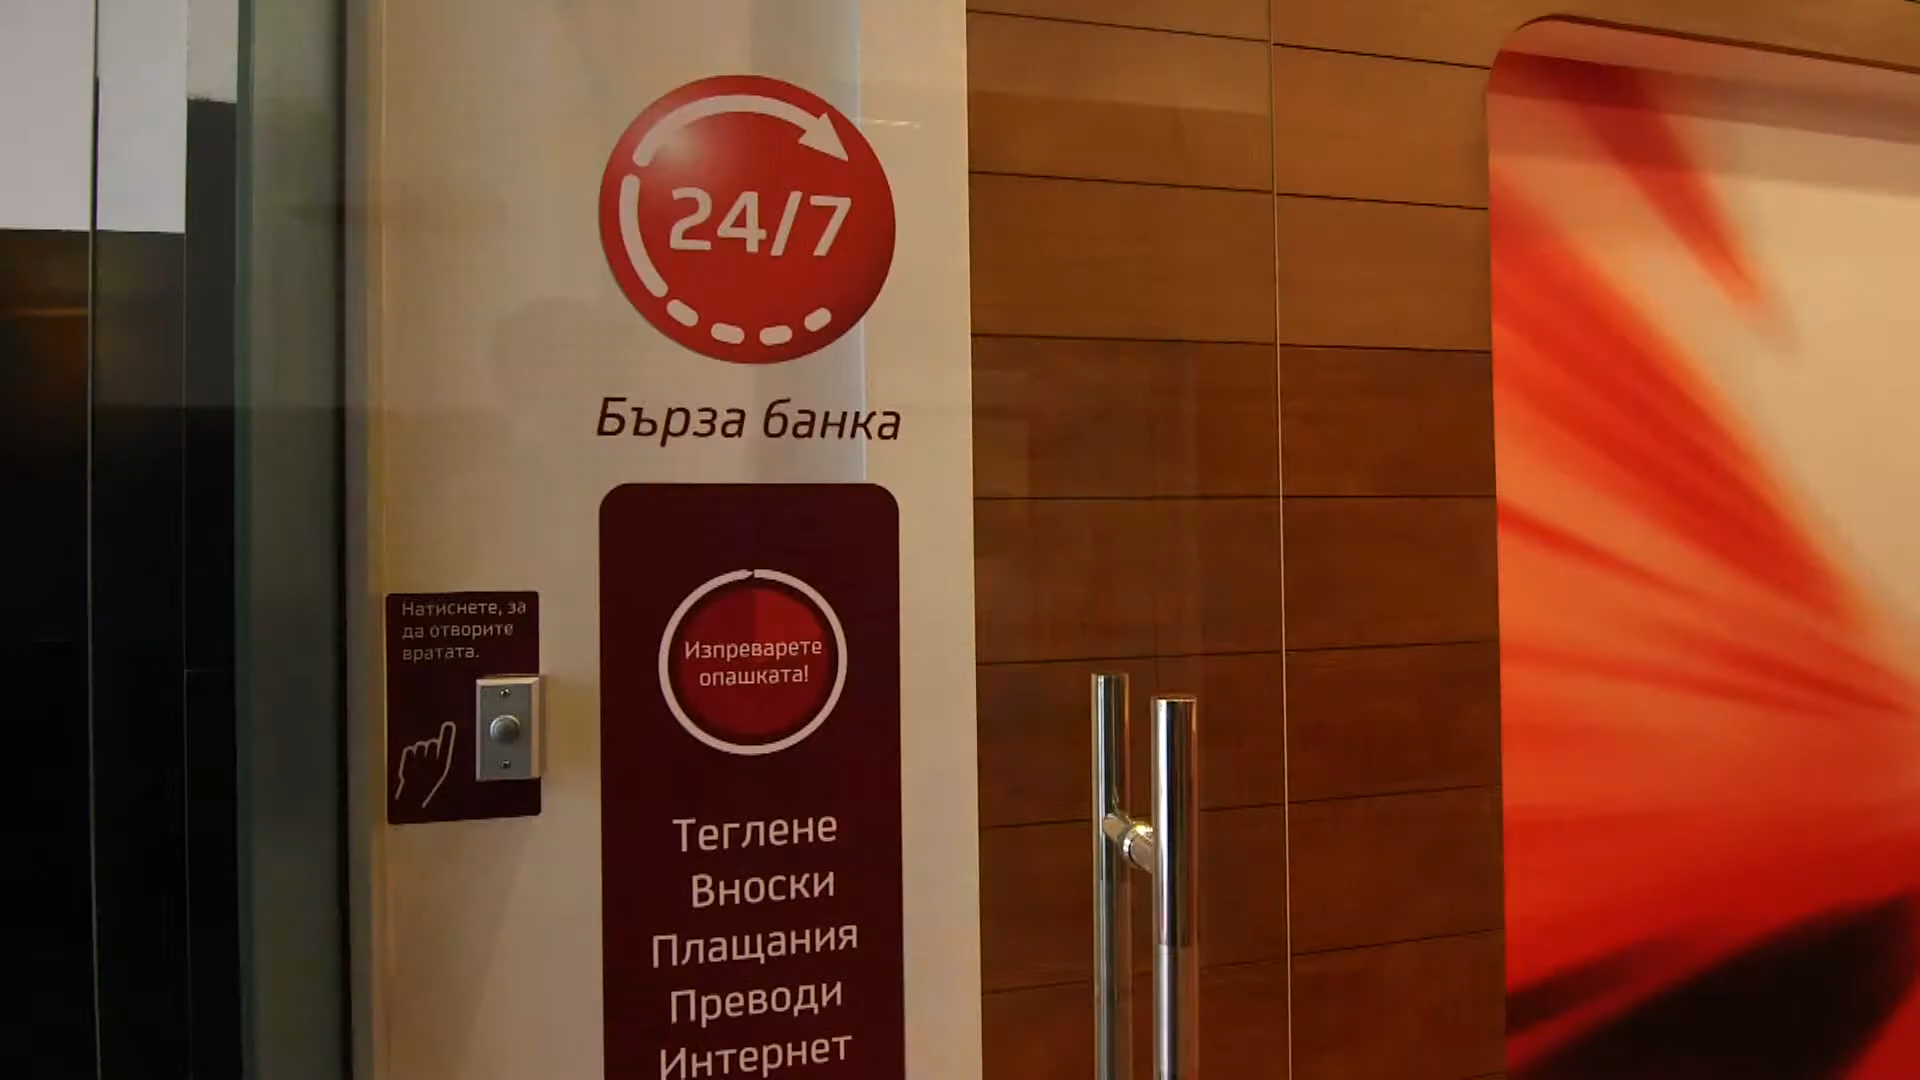 24/7
Бърза банка
Натиснете, за
да отворите
вратата.
Изпреварете
опашката!
Теглене
Вноски
Плащания
Преводи
Интернет